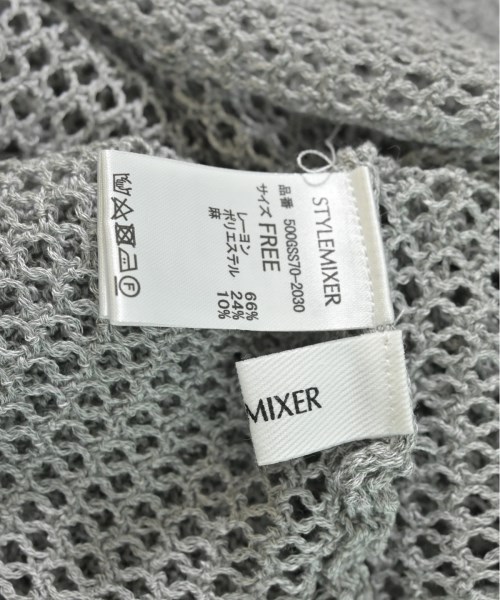 STYLEMIXER
品番 500GSS70-2030
サイズ FREE
レーヨン 66%
ポリエステル 24%
麻 10%
MIXER